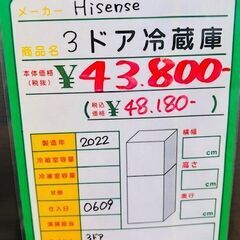 メーカー Hisense
商品名 3ドア冷蔵庫
本体価格(税抜) ¥43.800-
(税込価格) ¥48.180-
製造年 2022 横幅
冷蔵室容量 cm
冷凍室容量 高さ
状態 cm
仕入日 0609 奥行
清掃担当 cm